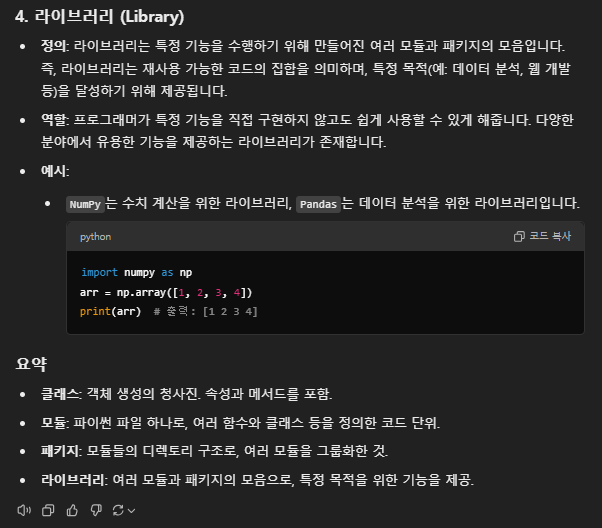 4. 라이브러리 (Library)
정의: 라이브러리는 특정 기능을 수행하기 위해 만들어진 여러 모듈과 패키지의 모음입니다.
즉, 라이브러리는 재사용 가능한 코드의 집합을 의미하며, 특정 목적(예: 데이터 분석, 웹 개발
등)을 달성하기 위해 제공됩니다.
역할: 프로그래머가 특정 기능을 직접 구현하지 않고도 쉽게 사용할 수 있게 해줍니다. 다양한
분야에서 유용한 기능을 제공하는 라이브러리가 존재합니다.
예시:
NumPy는 수치 계산을 위한 라이브러리, Pandas는 데이터 분석을 위한 라이브러리입니다.
python
코드 복사
import numpy as np
arr = np.array([1, 2, 3, 4])
print(arr)  # 출력: [1 2 3 4]
요약
클래스: 객체 생성의 청사진. 속성과 메서드를 포함.
모듈: 파이썬 파일 하나로, 여러 함수와 클래스 등을 정의한 코드 단위.
패키지: 모듈들의 디렉토리 구조로, 여러 모듈을 그룹화한 것.
라이브러리: 여러 모듈과 패키지의 모음으로, 특정 목적을 위한 기능을 제공.